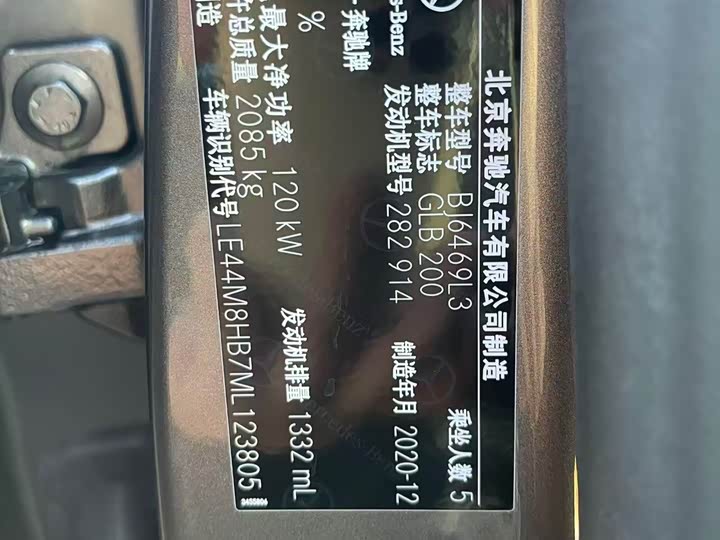 北京奔驰汽车有限公司制造
整车型号 BJ6469L3 乘坐人数 5
整车标志 GLB 200
发动机型号 282 914 制造年月 2020-12
s-Benz
奔驰牌
%
最大净功率 120 kW 发动机排量 1332 mL
总质量 2085 kg
车辆识别代号 LE44M8HB7ML123805
造